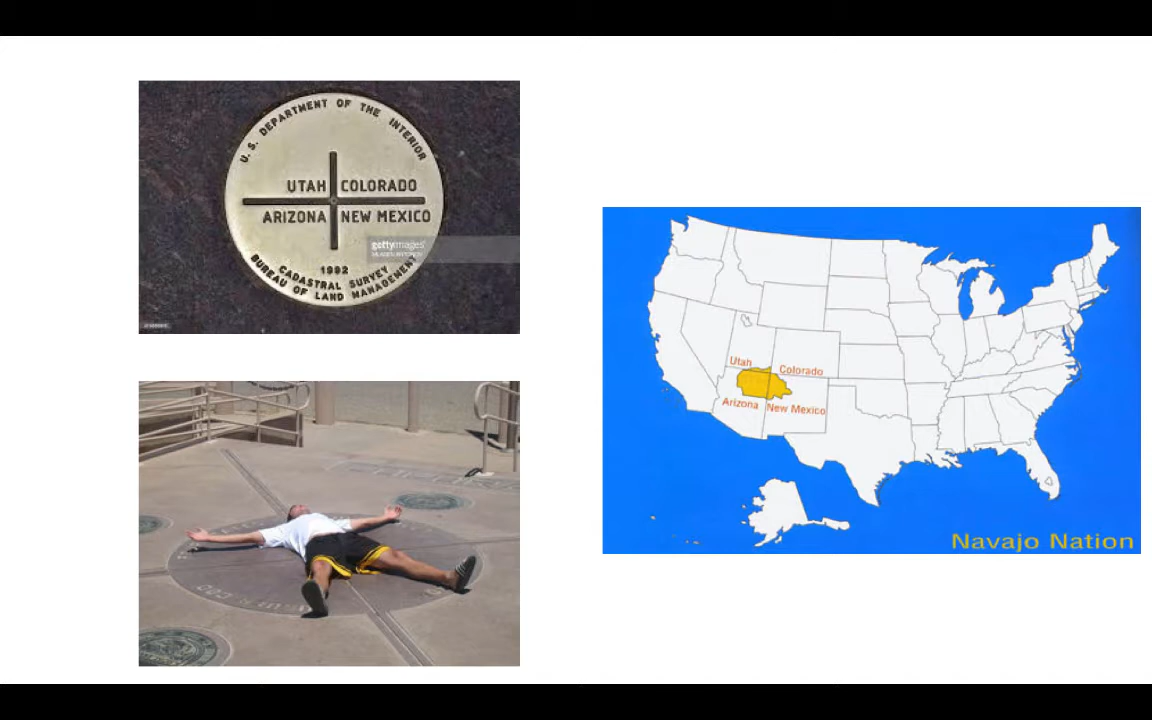 U. S. DEPARTMENT OF THE INTERIOR
UTAH COLORADO
ARIZONA NEW MEXICO
gettyimages
1992
CADASTRAL SURVEY
BUREAU OF LAND MANAGEMENT
Utah
Colorado
Arizona
New Mexico
Navajo Nation